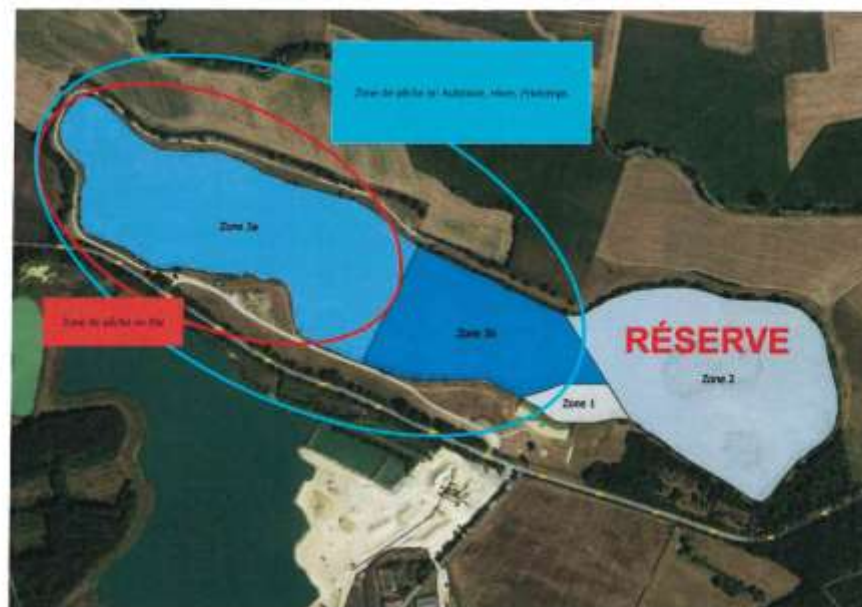 Zone de pêche en Automne, Hiver, Printemps
Zone 3a
Zone de pêche en Eté
Zone 3b
RÉSERVE
Zone 2
Zone 1